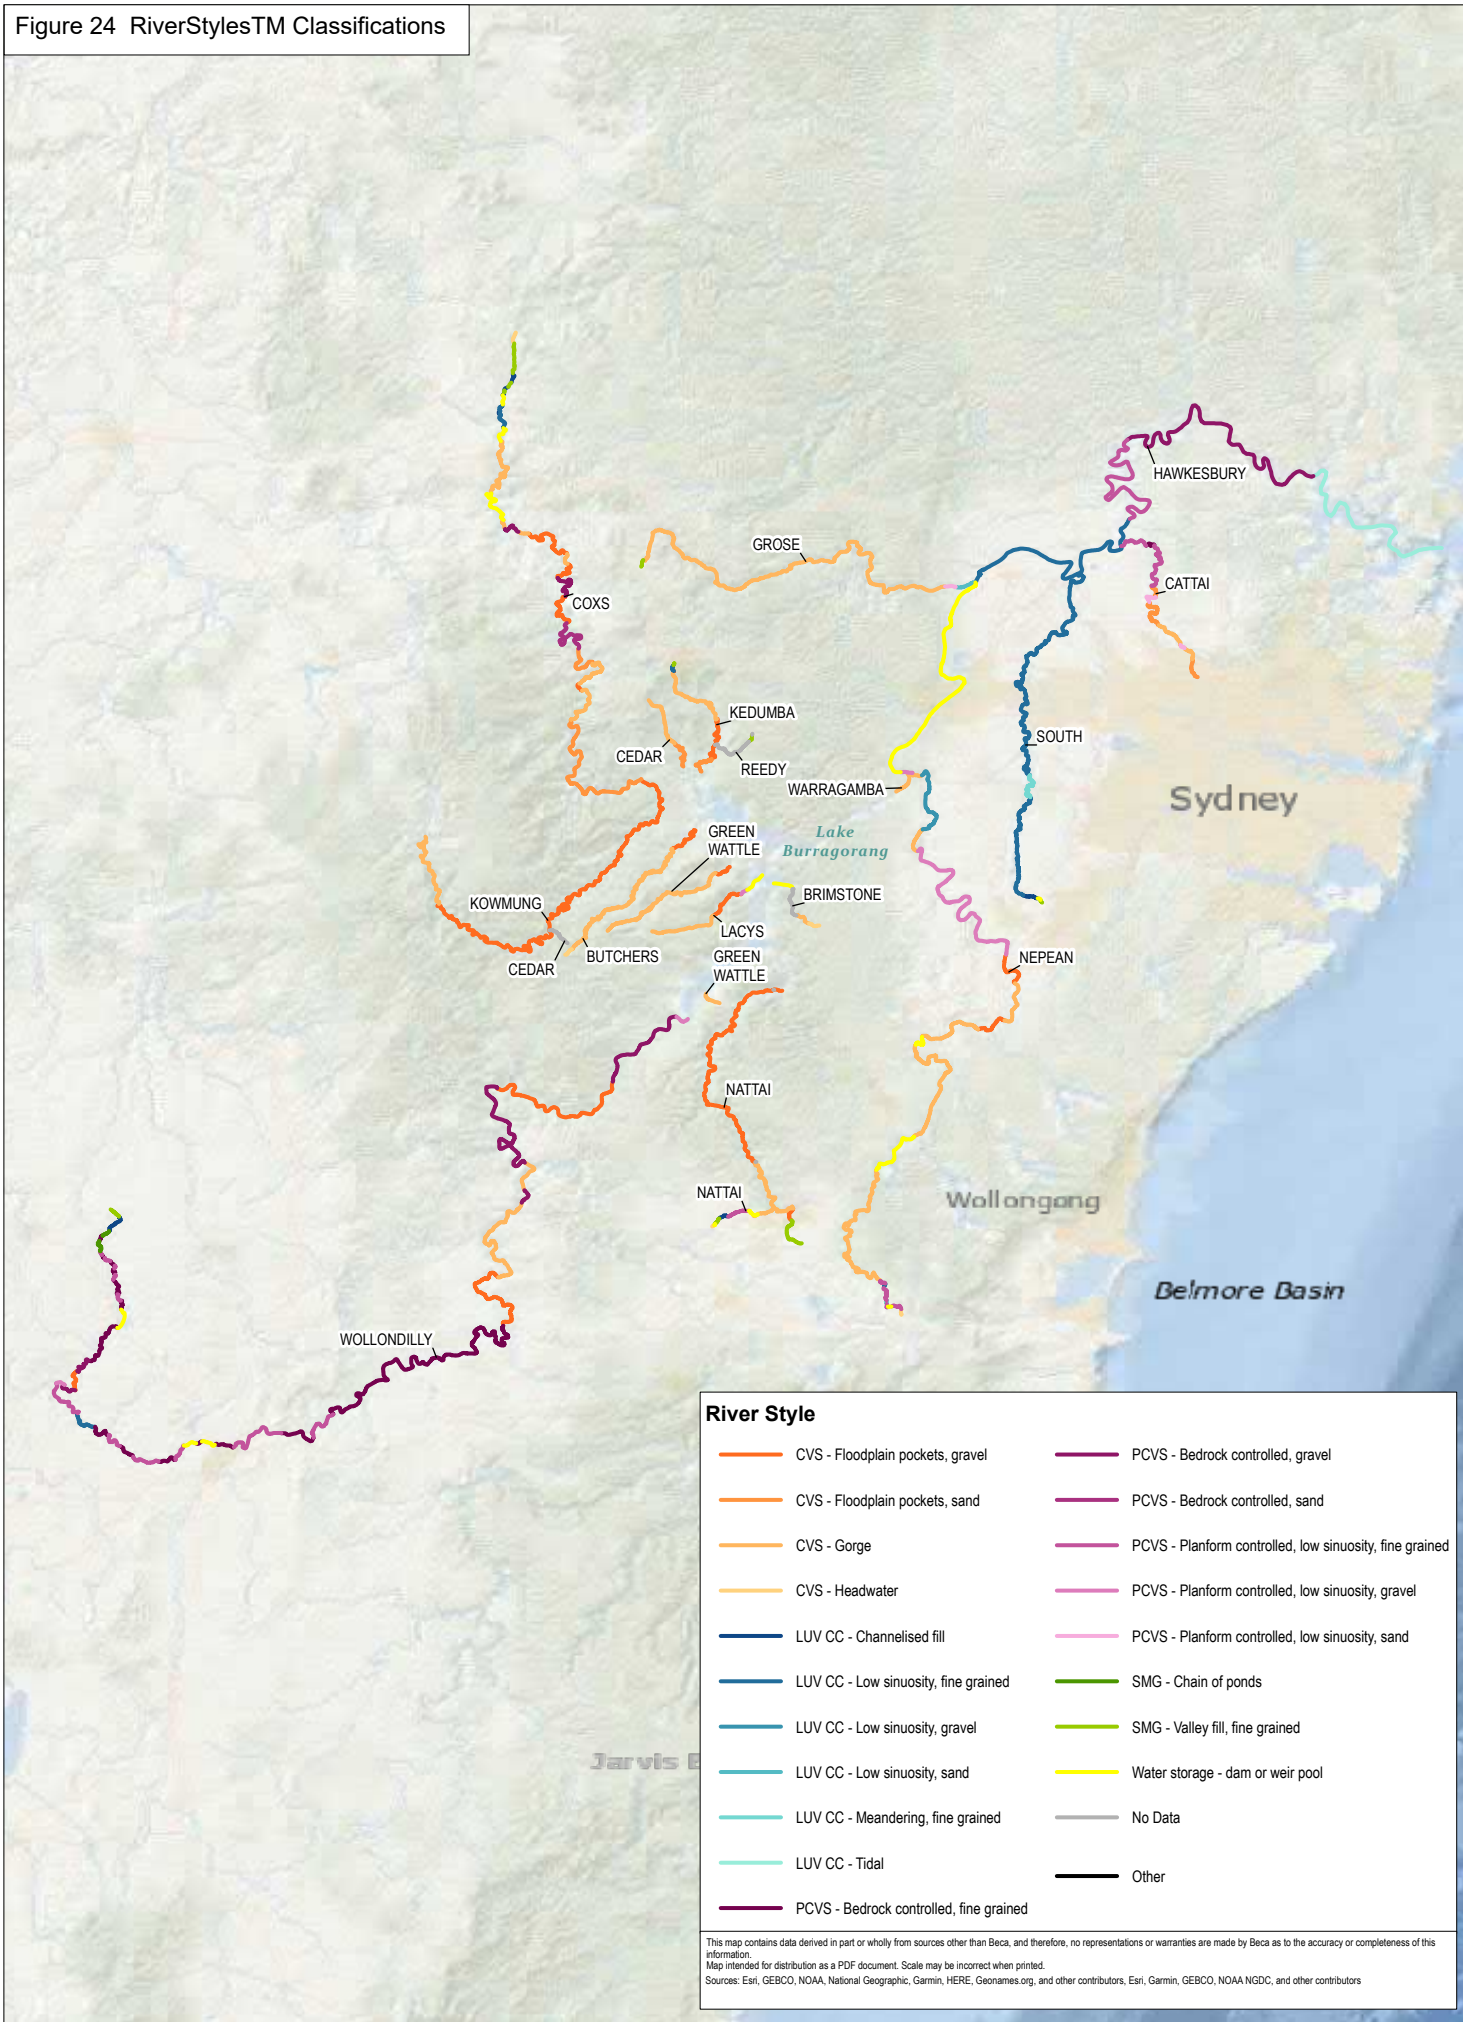 Figure 24 RiverStylesTM Classifications
HAWKESBURY
GROSE
CATTAI
COXS
KEDUMBA
SOUTH
CEDAR
REEDY
WARRAGAMBA
Sydney
GREEN
WATTLE
Lake
Burragorang
KOWMUNG
BRIMSTONE
LACYS
BUTCHERS
CEDAR
GREEN
WATTLE
NEPEAN
NATTAI
NATTAI
Wollongong
Belmore Basin
WOLLONDILLY
Jarvis B
River Style
CVS - Floodplain pockets, gravel
CVS - Floodplain pockets, sand
CVS - Gorge
CVS - Headwater
LUV CC - Channelised fill
LUV CC - Low sinuosity, fine grained
LUV CC - Low sinuosity, gravel
LUV CC - Low sinuosity, sand
LUV CC - Meandering, fine grained
LUV CC - Tidal
PCVS - Bedrock controlled, fine grained
PCVS - Bedrock controlled, gravel
PCVS - Bedrock controlled, sand
PCVS - Planform controlled, low sinuosity, fine grained
PCVS - Planform controlled, low sinuosity, gravel
PCVS - Planform controlled, low sinuosity, sand
SMG - Chain of ponds
SMG - Valley fill, fine grained
Water storage - dam or weir pool
No Data
Other
This map contains data derived in part or wholly from sources other than Beca, and therefore, no representations or warranties are made by Beca as to the accuracy or completeness of this
information.
Map intended for distribution as a PDF document. Scale may be incorrect when printed.
Sources: Esri, GEBCO, NOAA, National Geographic, Garmin, HERE, Geonames.org, and other contributors, Esri, Garmin, GEBCO, NOAA NGDC, and other contributors